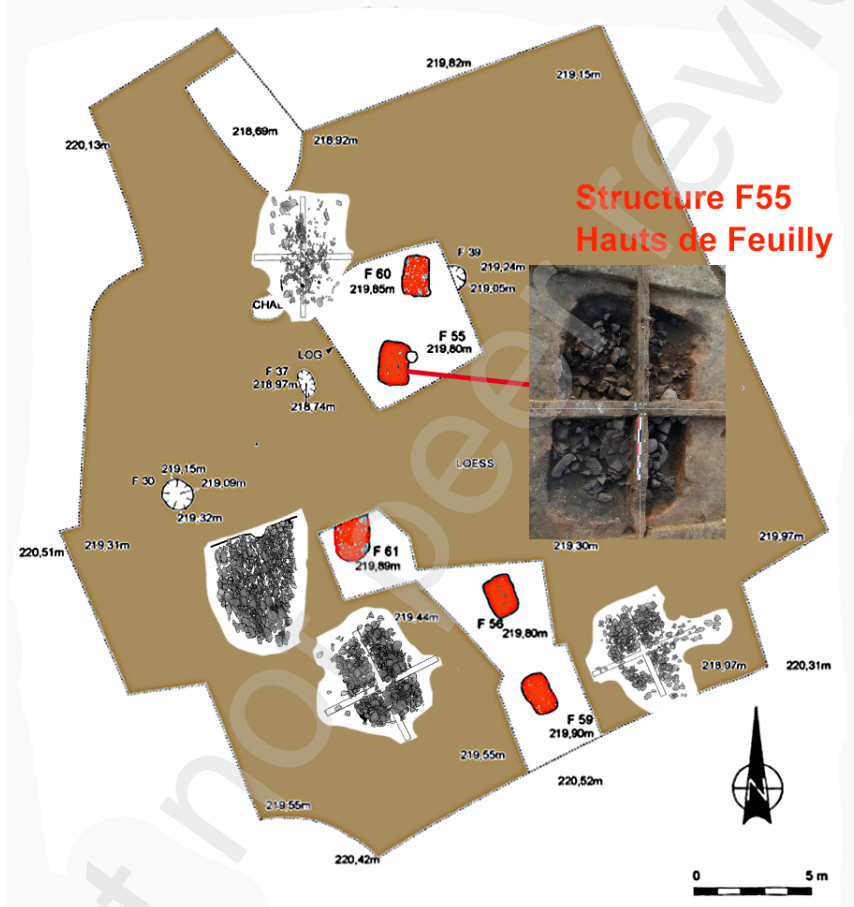 219,82m
219,15m
218,69m
218,92m
220,13m
Structure F55
Hauts de Feuilly
F 39
F 60
219,24m
219,85m
219,05m
CHAL
F 55
219,80m
LOG
F 37
218,97m
218,74m
LOESS
219,15m
F 30
219,09m
219,32m
219,31m
220,51m
F 61
219,89m
219,30m
219,97m
219,44m
F 56
219,80m
218,97m
220,31m
F 59
219,90m
219,55m
220,52m
219,55m
220,42m
N
0 5 m
not peer review